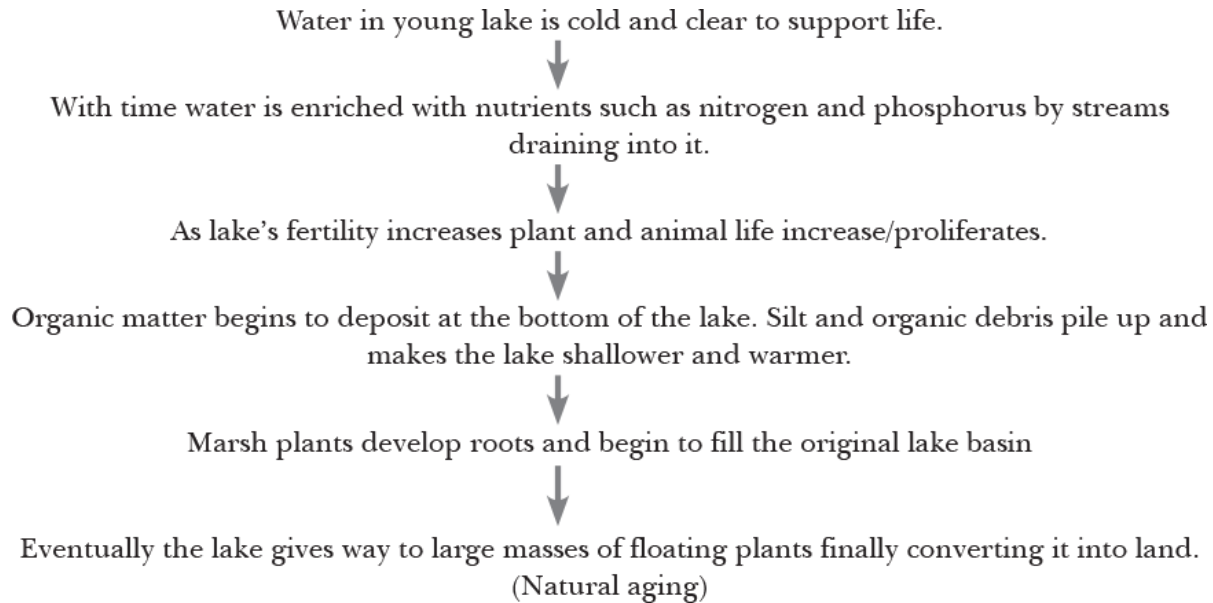 Water in young lake is cold and clear to support life.
With time water is enriched with nutrients such as nitrogen and phosphorus by streams
draining into it.
As lake’s fertility increases plant and animal life increase/proliferates.
Organic matter begins to deposit at the bottom of the lake. Silt and organic debris pile up and
makes the lake shallower and warmer.
Marsh plants develop roots and begin to fill the original lake basin
Eventually the lake gives way to large masses of floating plants finally converting it into land.
(Natural aging)